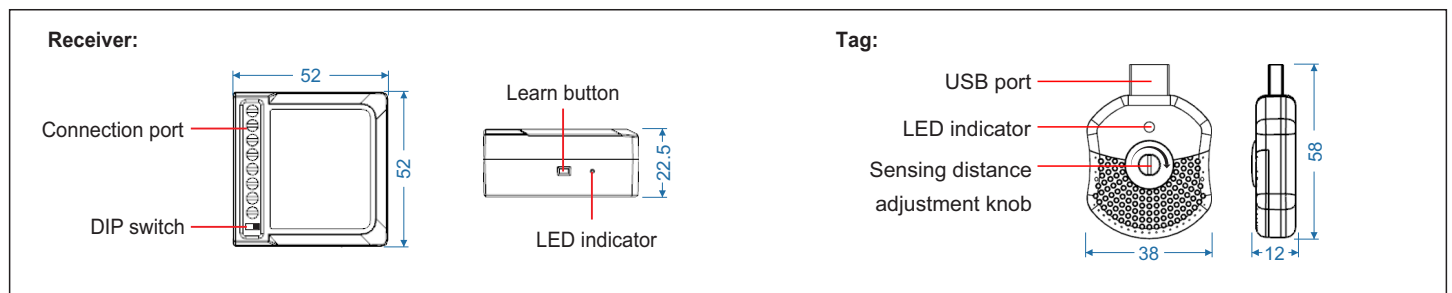 Receiver:
52
Connection port
52
DIP switch
Learn button
22.5
LED indicator
Tag:
USB port
LED indicator
Sensing distance
adjustment knob
58
38
12